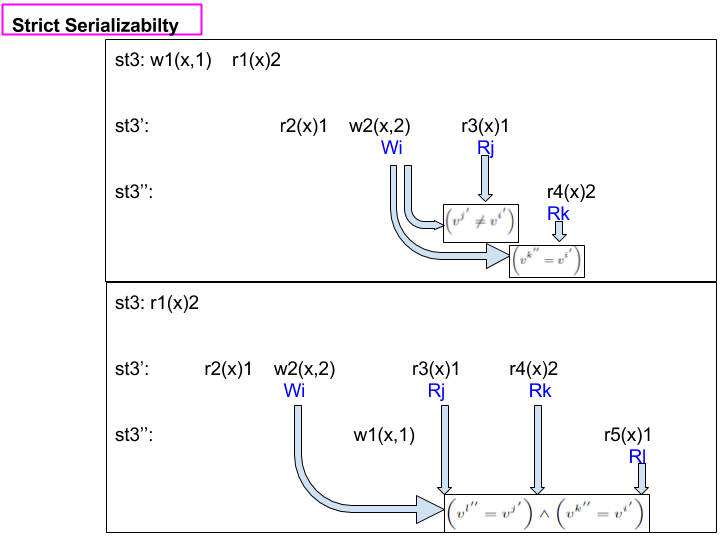 Strict Serializabilty
st3: w1(x,1) r1(x)2
st3': r2(x)1 w2(x,2) r3(x)1
Wi Rj
st3'': r4(x)2
Rk
(v^{j'} ≠ v^{i'})
(v^{k''} = v^{i'})
st3: r1(x)2
st3': r2(x)1 w2(x,2) r3(x)1 r4(x)2
Wi Rj Rk
st3'': w1(x,1) r5(x)1
Rl
(v^{l''} = v^{j'}) ∧ (v^{k''} = v^{i'})